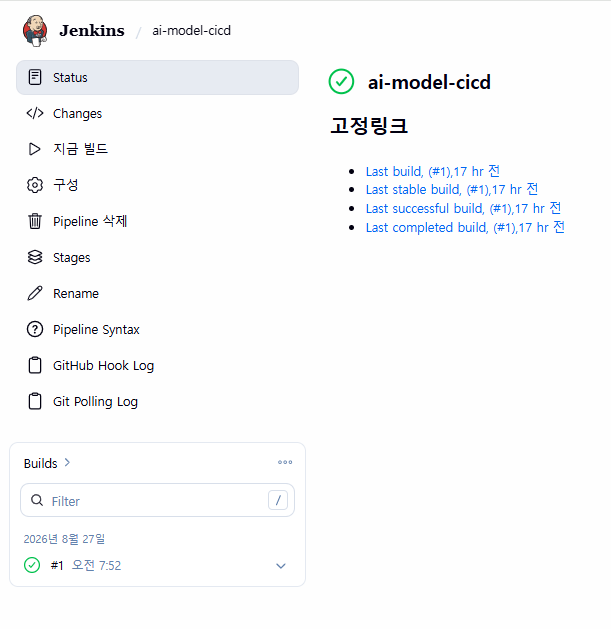 Jenkins / ai-model-cicd
Status
Changes
지금 빌드
구성
Pipeline 삭제
Stages
Rename
Pipeline Syntax
GitHub Hook Log
Git Polling Log
Builds
Filter /
2026년 8월 27일
#1 오전 7:52
ai-model-cicd
고정링크
Last build, (#1),17 hr 전
Last stable build, (#1),17 hr 전
Last successful build, (#1),17 hr 전
Last completed build, (#1),17 hr 전